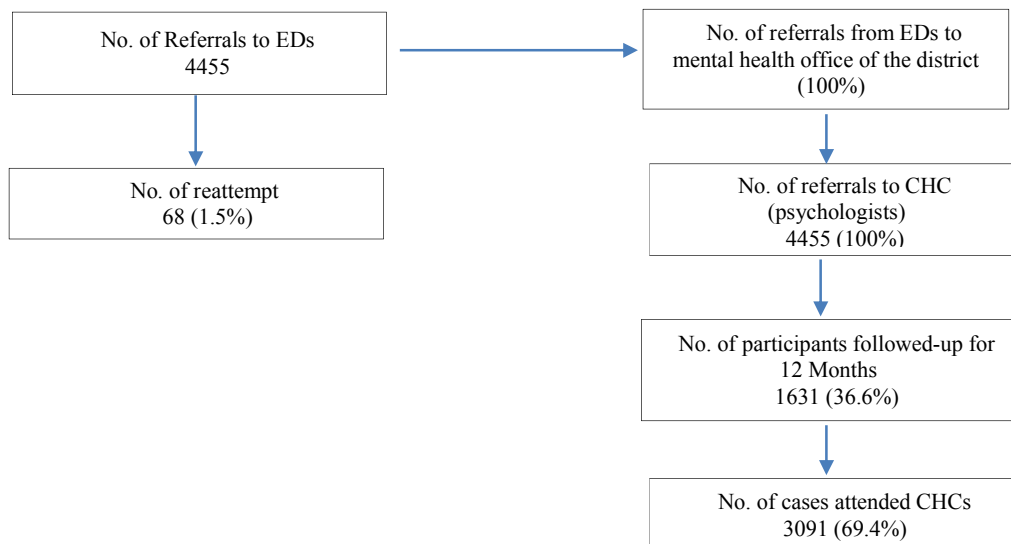 No. of Referrals to EDs
4455
No. of referrals from EDs to
mental health office of the district
(100%)
No. of reattempt
68 (1.5%)
No. of referrals to CHC
(psychologists)
4455 (100%)
No. of participants followed-up for
12 Months
1631 (36.6%)
No. of cases attended CHCs
3091 (69.4%)